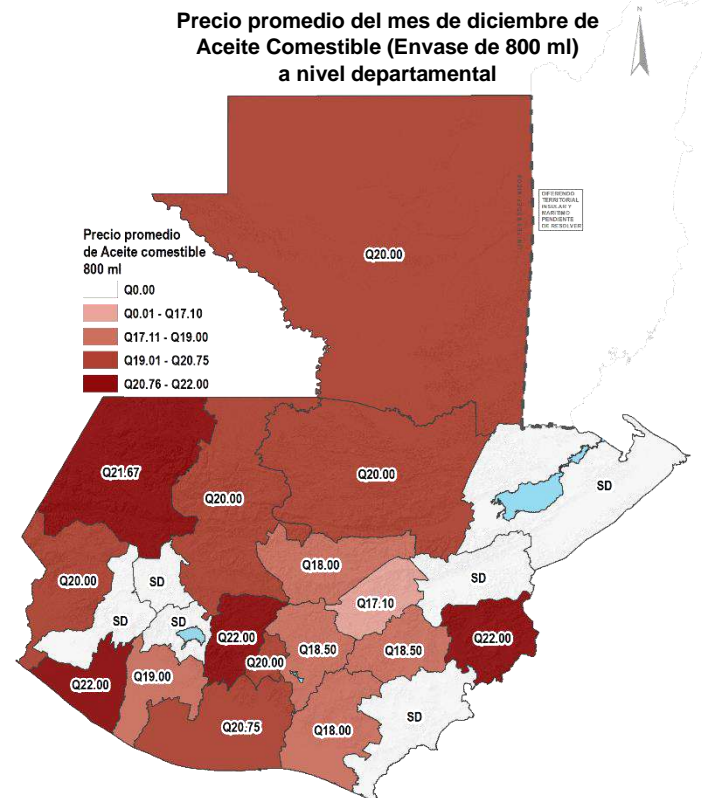 Precio promedio del mes de diciembre de
Aceite Comestible (Envase de 800 ml)
a nivel departamental
N
DIFERENDO
TERRITORIAL
INSULAR Y
MARITIMO
PENDIENTE
DE RESOLVER
Precio promedio
de Aceite comestible
800 ml
Q0.00
Q0.01 - Q17.10
Q17.11 - Q19.00
Q19.01 - Q20.75
Q20.76 - Q22.00
Q20.00
Q21.67
Q20.00
Q20.00
SD
Q18.00
Q20.00
SD
SD
Q17.10
SD
SD
Q22.00
Q18.50
Q18.50
Q22.00
Q20.00
Q22.00
Q19.00
Q20.75
Q18.00
SD